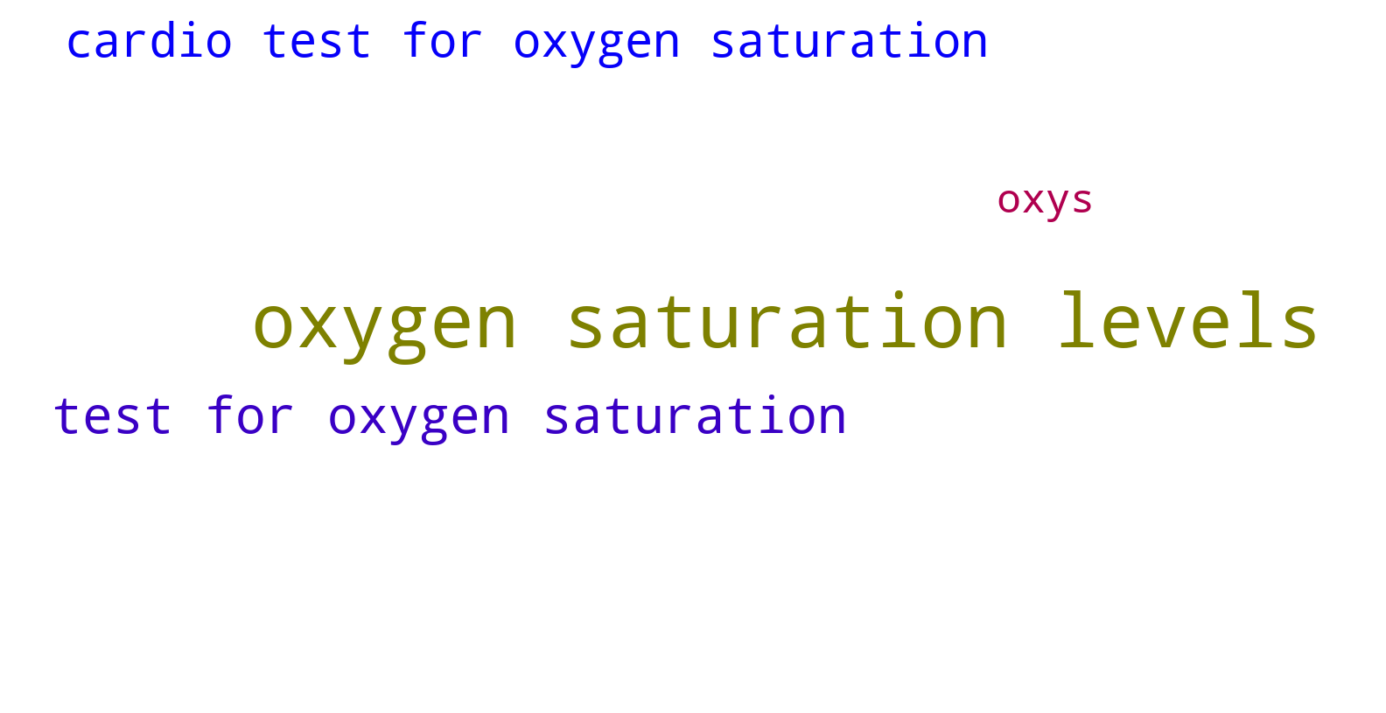 cardio test for oxygen saturation
oxys
oxygen saturation levels
test for oxygen saturation